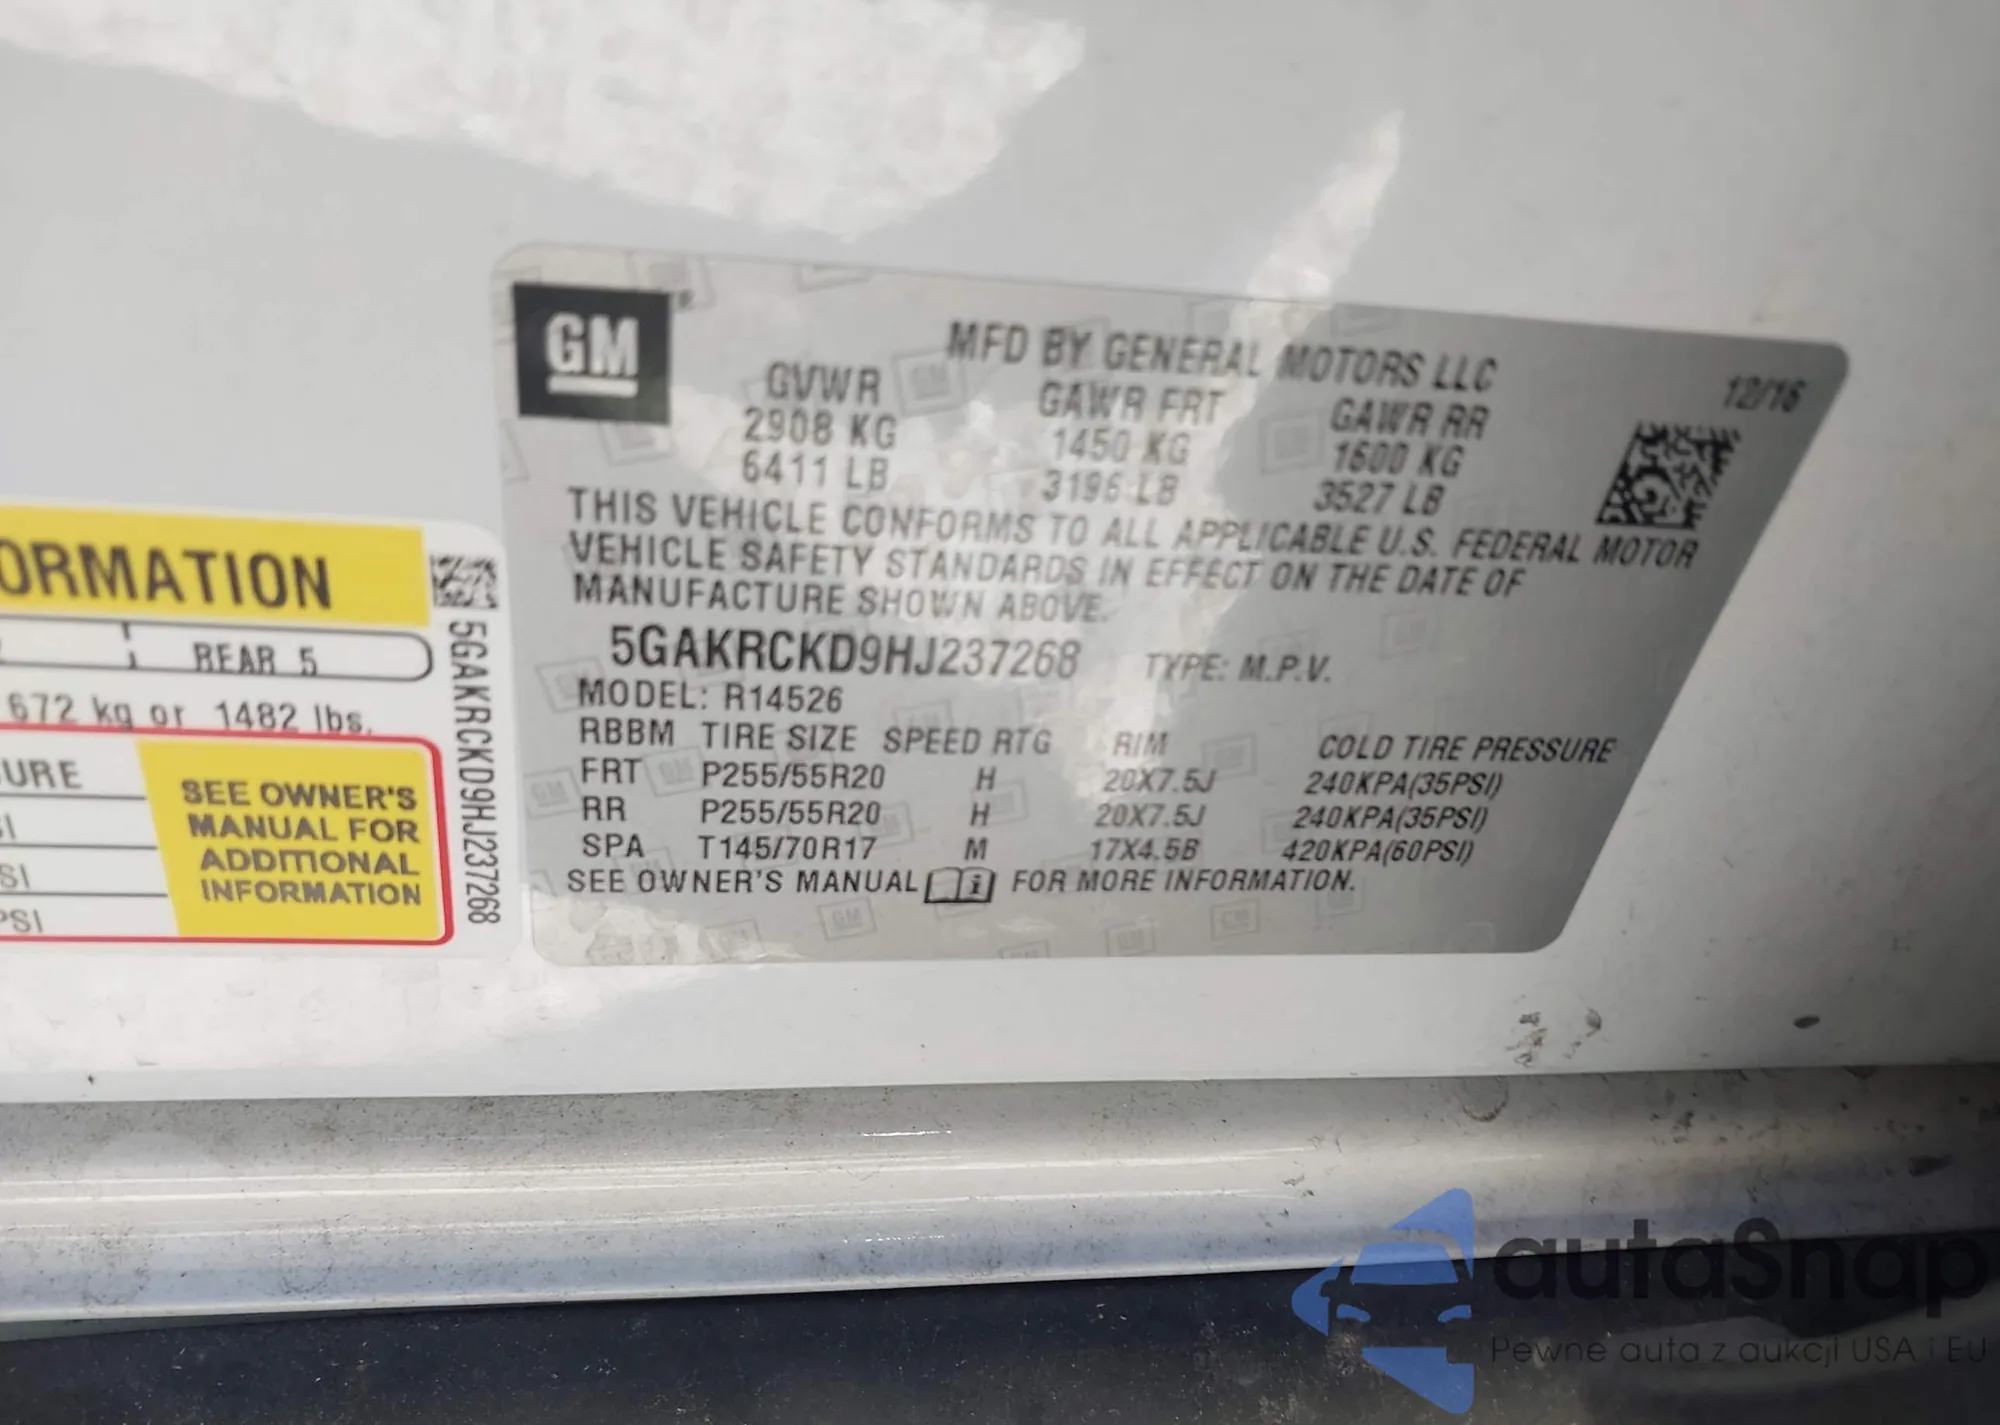 GM
MFD BY GENERAL MOTORS LLC
12/16
GVWR GAWR FRT GAWR RR
2908 KG 1450 KG 1600 KG
6411 LB 3196 LB 3527 LB
THIS VEHICLE CONFORMS TO ALL APPLICABLE U.S. FEDERAL MOTOR
VEHICLE SAFETY STANDARDS IN EFFECT ON THE DATE OF
MANUFACTURE SHOWN ABOVE.
5GAKRCKD9HJ237268 TYPE: M.P.V.
MODEL: R14526
RBBM TIRE SIZE SPEED RTG RIM COLD TIRE PRESSURE
FRT P255/55R20 H 20X7.5J 240KPA(35PSI)
RR P255/55R20 H 20X7.5J 240KPA(35PSI)
SPA T145/70R17 M 17X4.5B 420KPA(60PSI)
SEE OWNER'S MANUAL FOR MORE INFORMATION.
ORMATION
REAR 5
672 kg or 1482 lbs.
URE
SI
PSI
SEE OWNER'S
MANUAL FOR
ADDITIONAL
INFORMATION
5GAKRCKD9HJ237268
autaSnap
Pewne auta z aukcji USA i EU